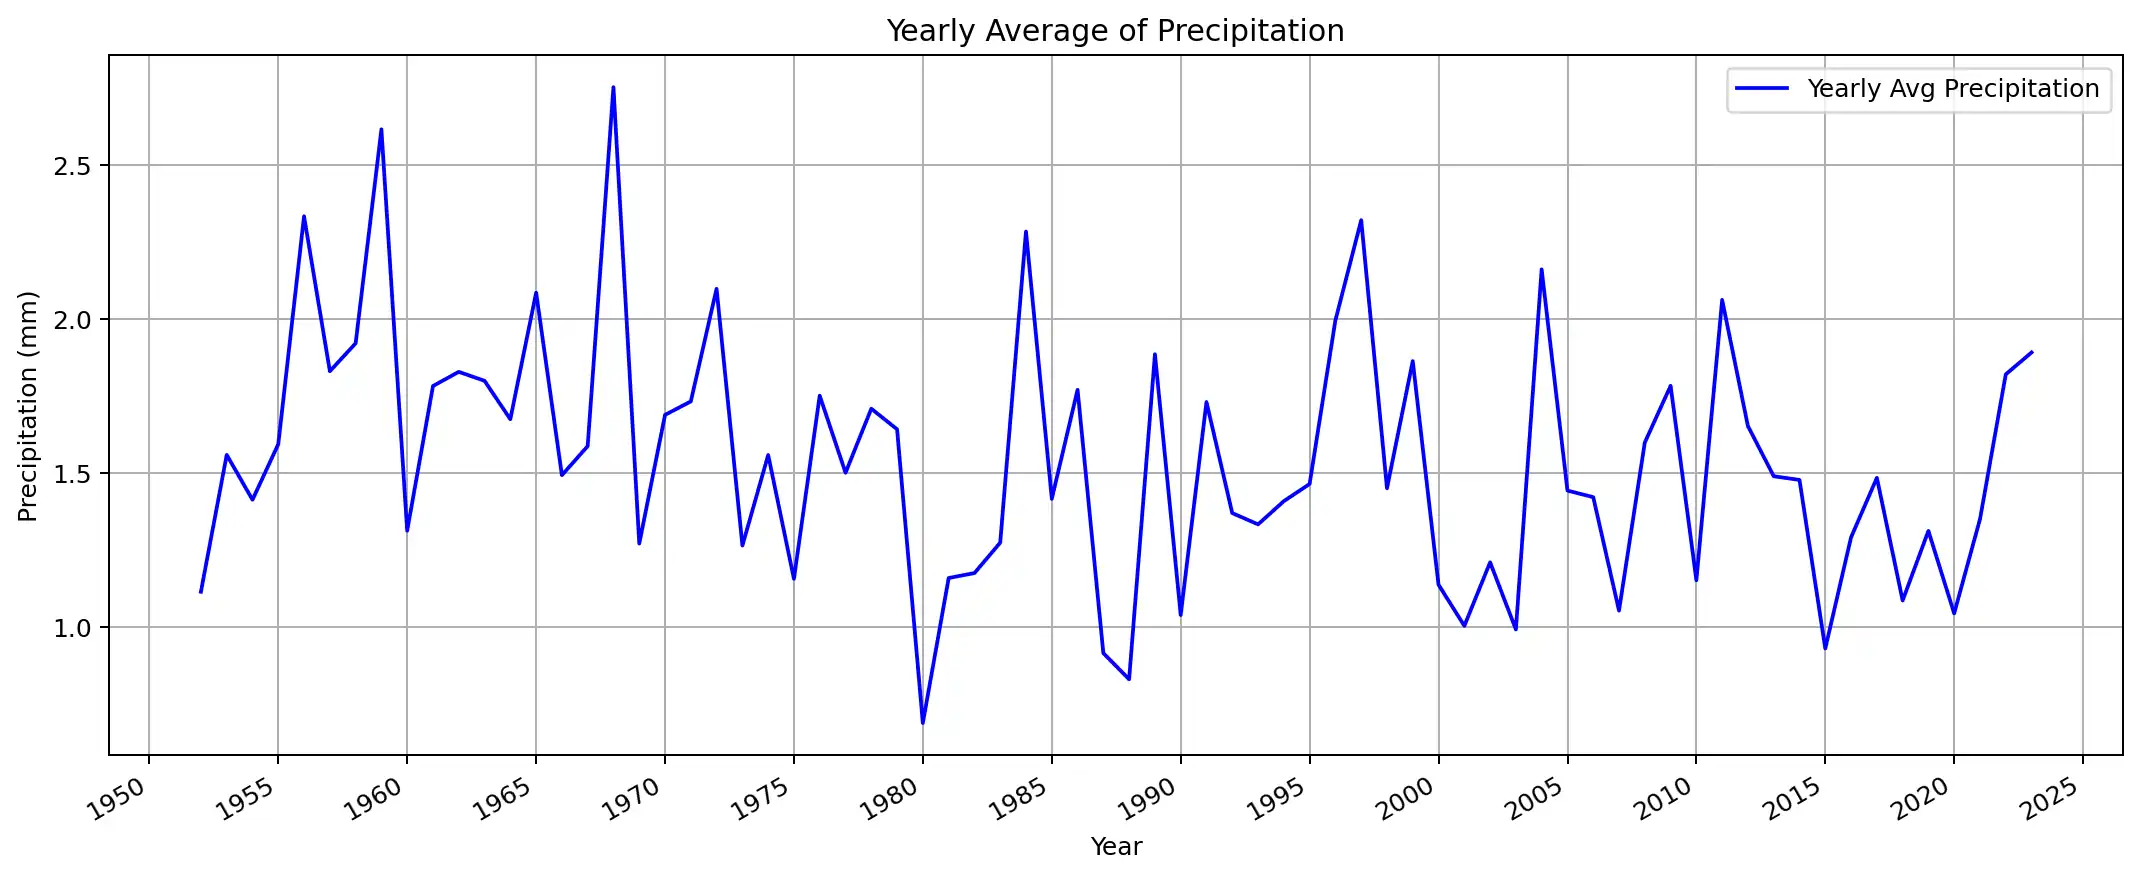 Yearly Average of Precipitation
Yearly Avg Precipitation
Precipitation (mm)
2.5
2.0
1.5
1.0
1950 1955 1960 1965 1970 1975 1980 1985 1990 1995 2000 2005 2010 2015 2020 2025
Year